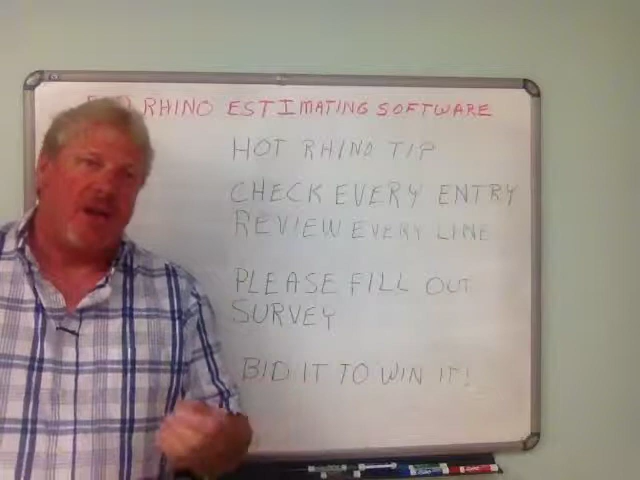 RHINO ESTIMATING SOFTWARE
HOT RHINO TIP
CHECK EVERY ENTRY
REVIEW EVERY LINE
PLEASE FILL OUT
SURVEY
BID IT TO WIN IT!